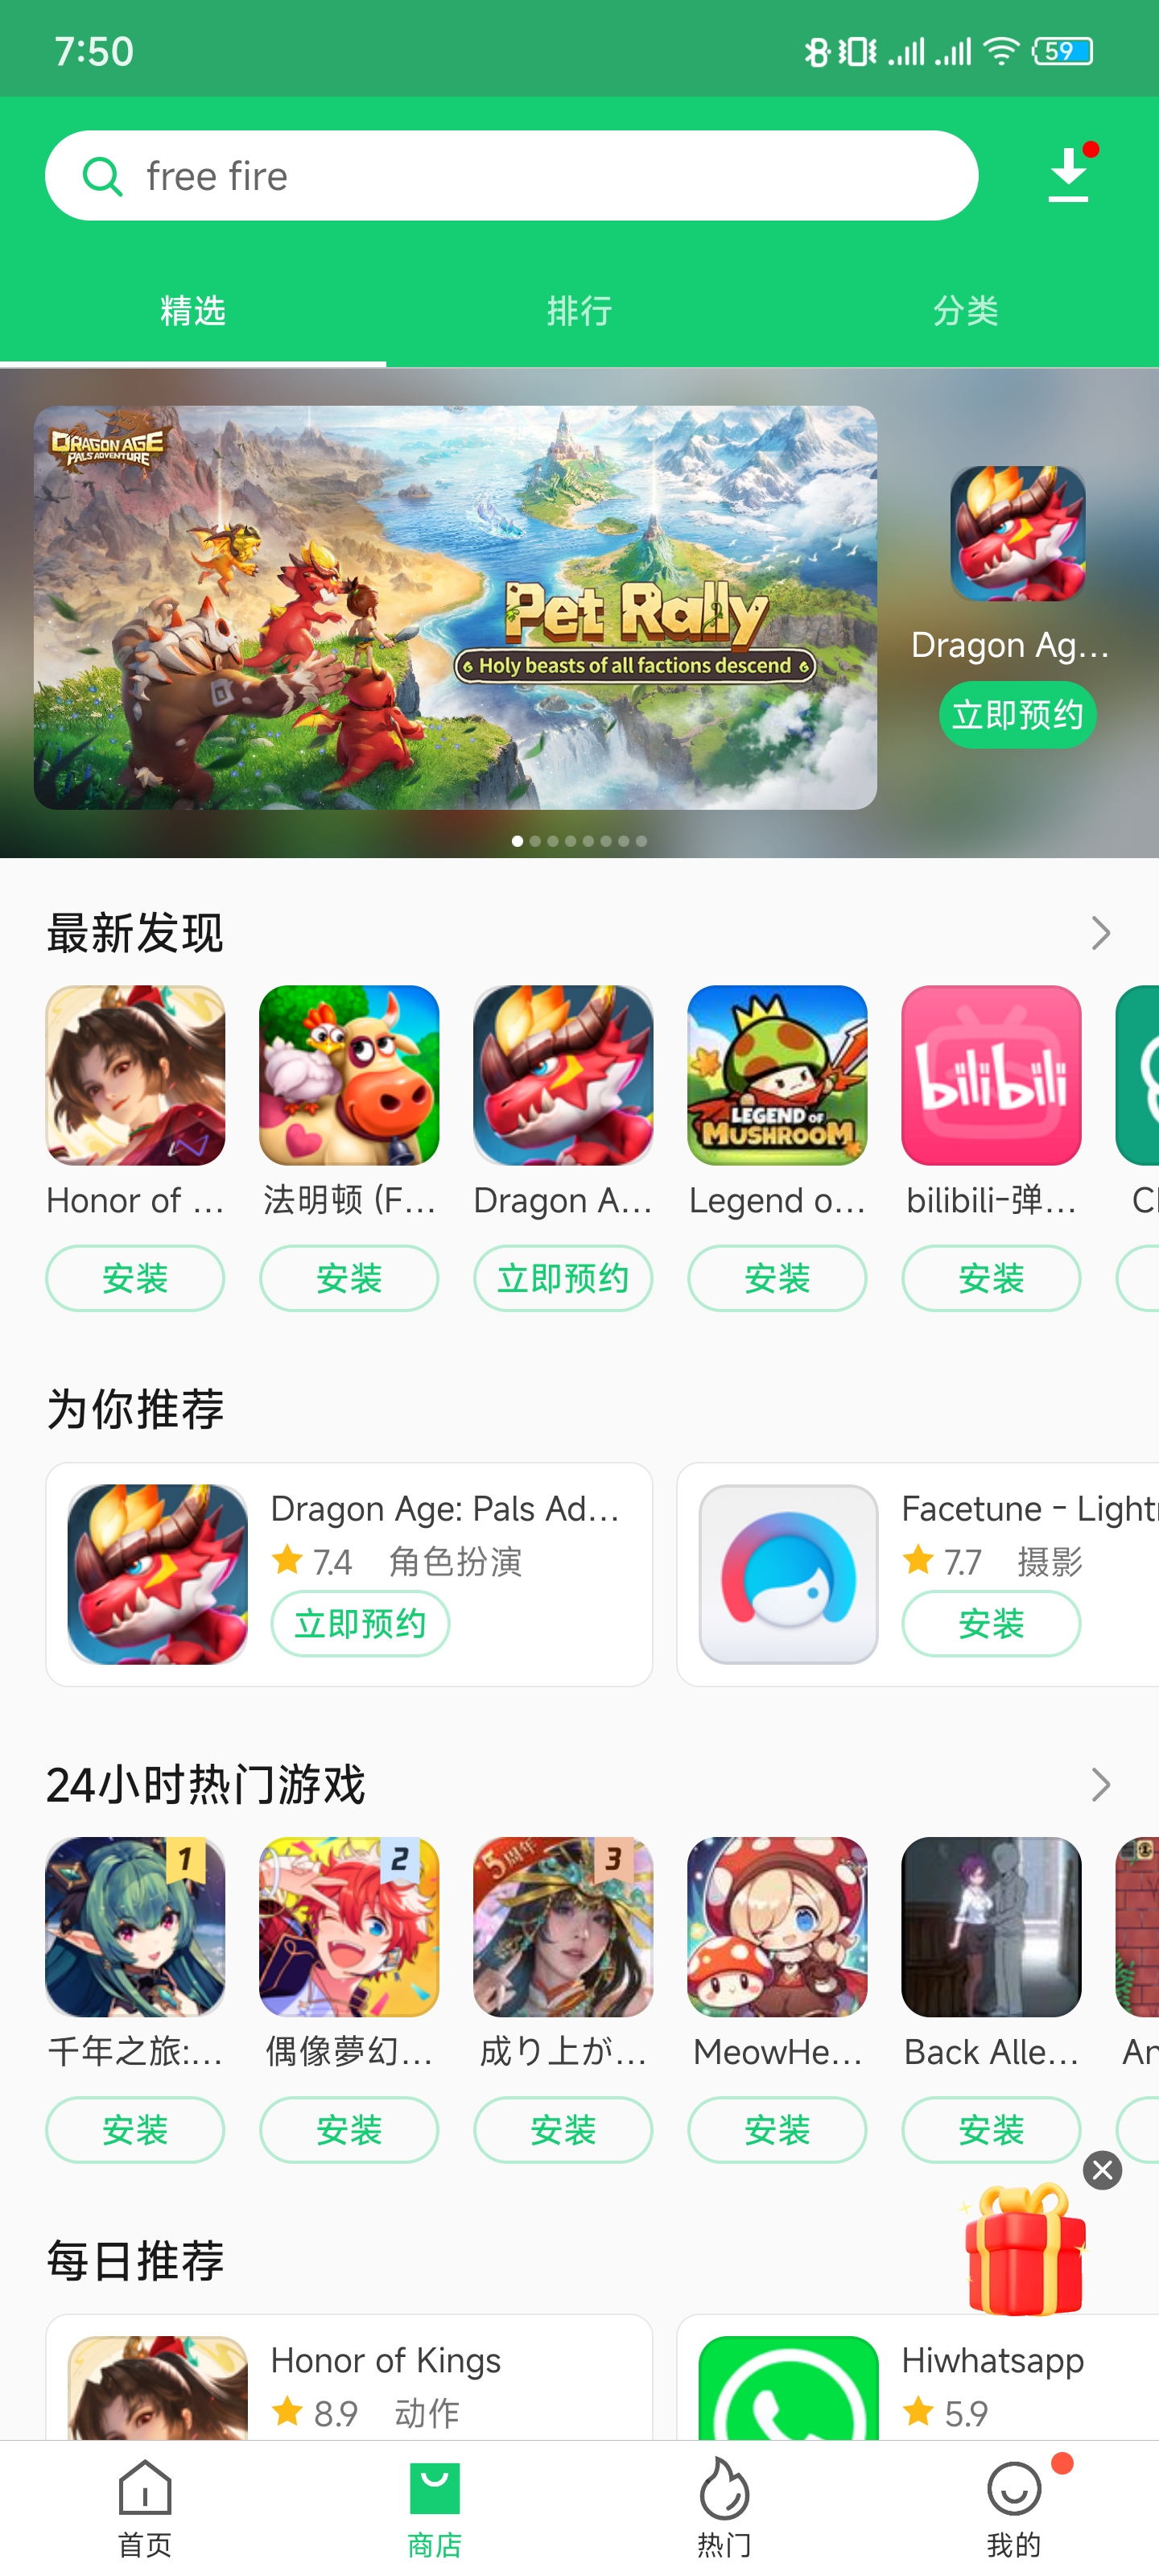 7:50
59
free fire
精选
排行
分类
DRAGON AGE
PALS ADVENTURE
Pet Rally
Holy beasts of all factions descend
Dragon Ag...
立即预约
最新发现
LEGEND OF
MUSHROOM
bilibili
Honor of ...
法明顿 (F...
Dragon A...
Legend o...
bilibili-弹...
安装
安装
立即预约
安装
安装
为你推荐
Dragon Age: Pals Ad...
7.4 角色扮演
立即预约
Facetune - Light
7.7 摄影
安装
24小时热门游戏
1
2
5周年
3
千年之旅:...
偶像夢幻...
成り上が...
MeowHe...
Back Alle...
An
安装
安装
安装
安装
安装
每日推荐
Honor of Kings
8.9 动作
Hiwhatsapp
5.9
首页
商店
热门
我的